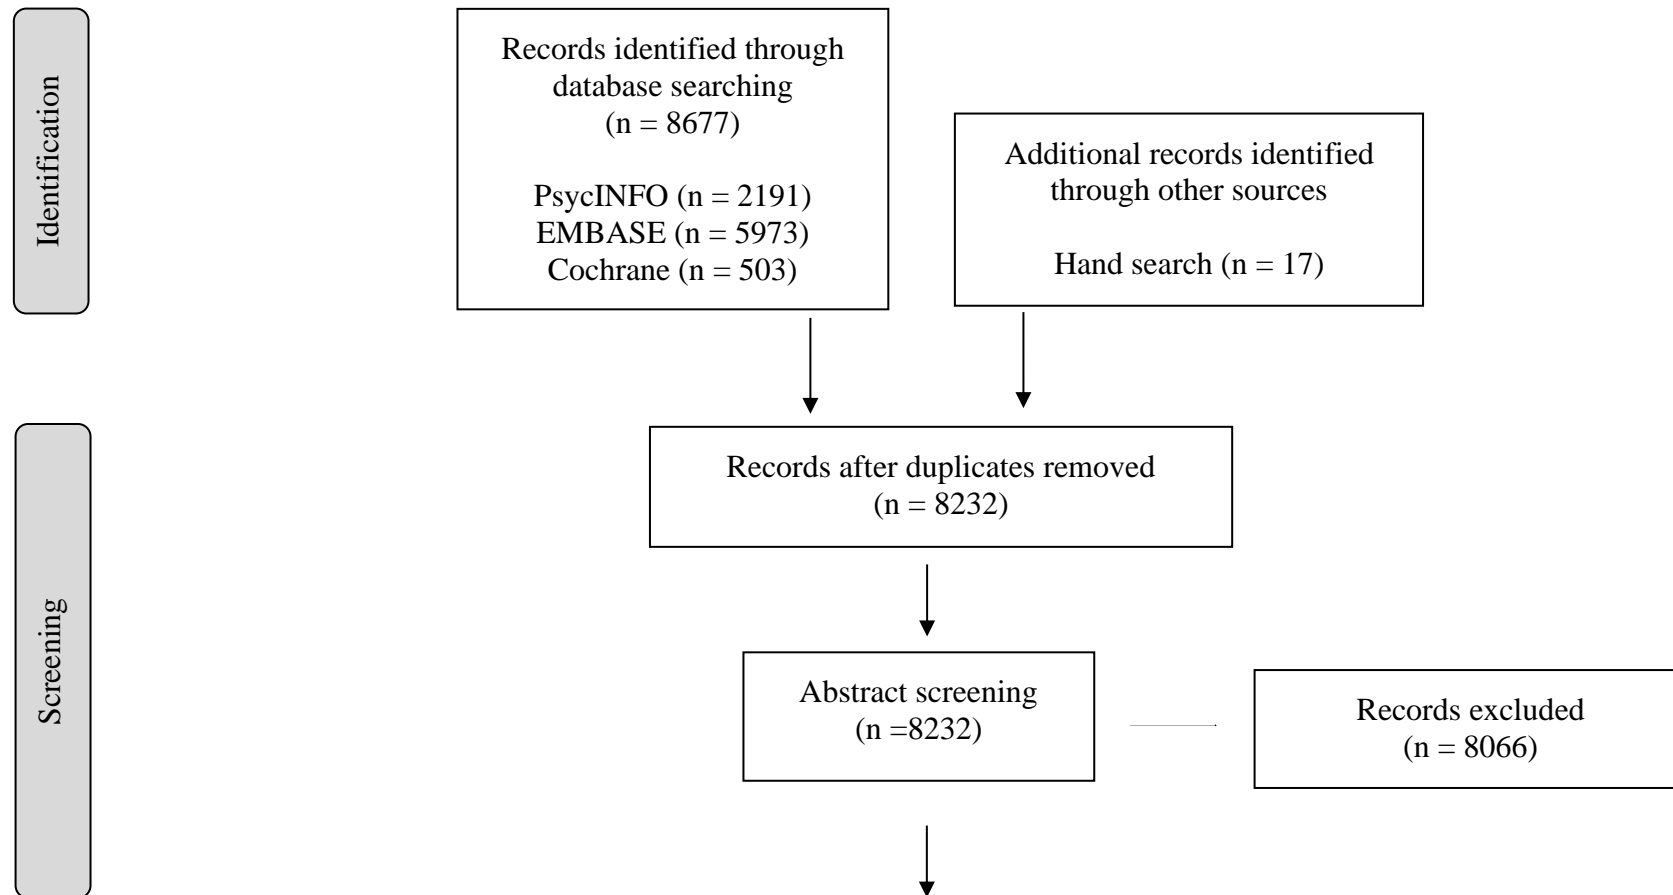 Identification
Records identified through
database searching
(n = 8677)
PsycINFO (n = 2191)
EMBASE (n = 5973)
Cochrane (n = 503)
Additional records identified
through other sources
Hand search (n = 17)
Screening
Records after duplicates removed
(n = 8232)
Abstract screening
(n =8232)
Records excluded
(n = 8066)